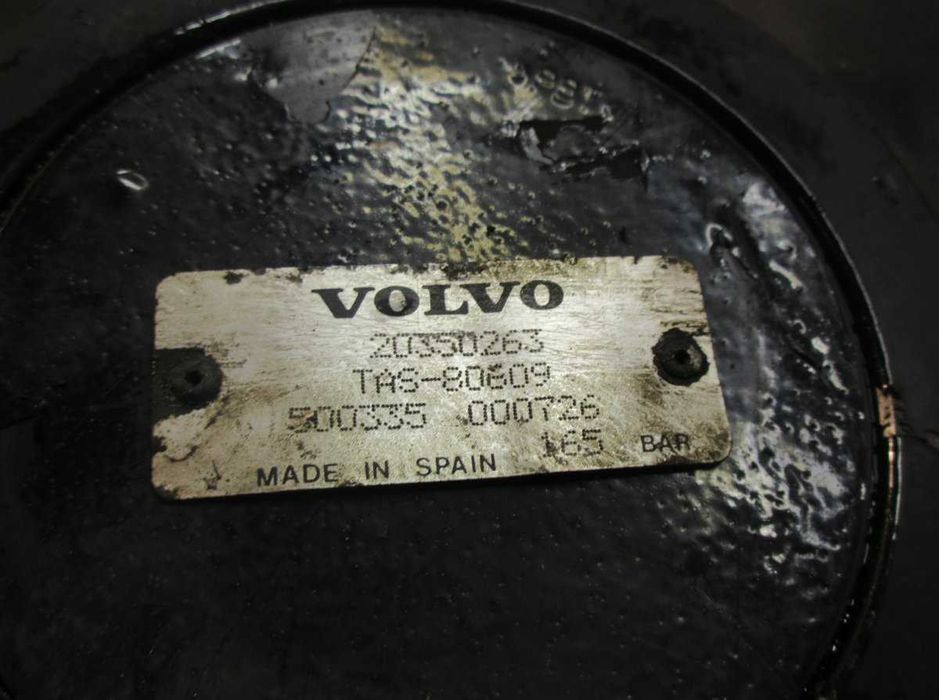 VOLVO
20350263
TAS-80609
500335 000726
165 BAR
MADE IN SPAIN